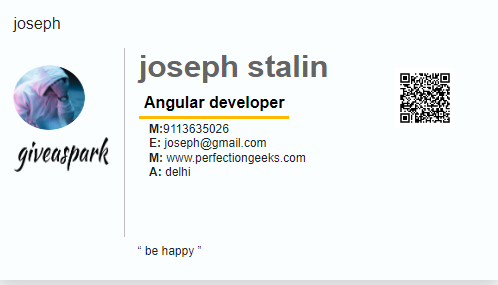 joseph
giveaspark
joseph stalin
Angular developer
M:9113635026
E: joseph@gmail.com
M: www.perfectiongeeks.com
A: delhi
“ be happy ”